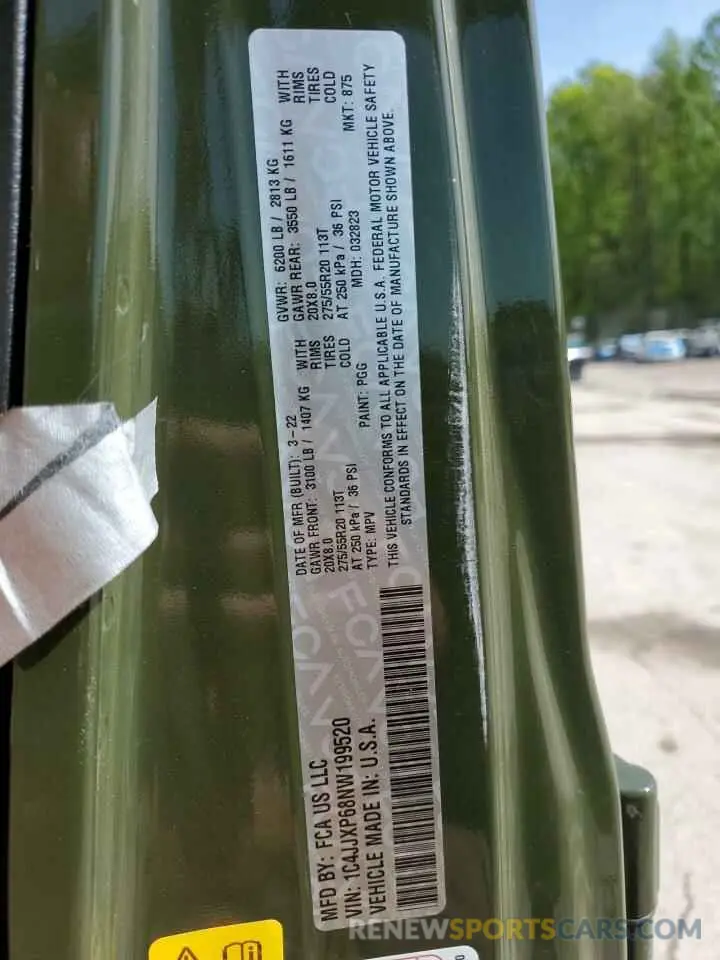 MFD BY: FCA US LLC
DATE OF MFR (BUILT): 3-22
GVWR: 6200 LB / 2813 KG
GAWR FRONT: 3100 LB / 1407 KG WITH
GAWR REAR: 3550 LB / 1611 KG WITH
20X8.0 RIMS
20X8.0 RIMS
275/55R20 113T TIRES
275/55R20 113T TIRES
AT 250 kPa / 36 PSI COLD
AT 250 kPa / 36 PSI COLD
VIN: 1C4JJXP68NW199520
TYPE: MPV
PAINT: PGG
MDH: 032823
MKT: 875
VEHICLE MADE IN: U.S.A.
THIS VEHICLE CONFORMS TO ALL APPLICABLE U.S.A. FEDERAL MOTOR VEHICLE SAFETY
STANDARDS IN EFFECT ON THE DATE OF MANUFACTURE SHOWN ABOVE.
RENEWSPORTSCARS.COM